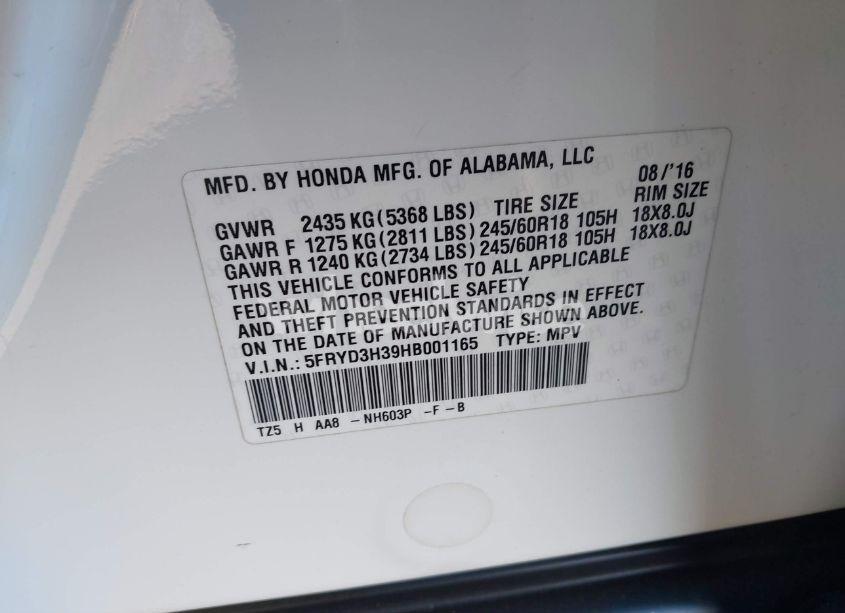 MFD. BY HONDA MFG. OF ALABAMA, LLC 08/'16
GVWR 2435 KG(5368 LBS) TIRE SIZE RIM SIZE
GAWR F 1275 KG(2811 LBS) 245/60R18 105H 18X8.0J
GAWR R 1240 KG(2734 LBS) 245/60R18 105H 18X8.0J
THIS VEHICLE CONFORMS TO ALL APPLICABLE
FEDERAL MOTOR VEHICLE SAFETY
AND THEFT PREVENTION STANDARDS IN EFFECT
ON THE DATE OF MANUFACTURE SHOWN ABOVE.
V.I.N.: 5FRYD3H39HB001165 TYPE: MPV
TZ5 H AA8 - NH603P -F-B